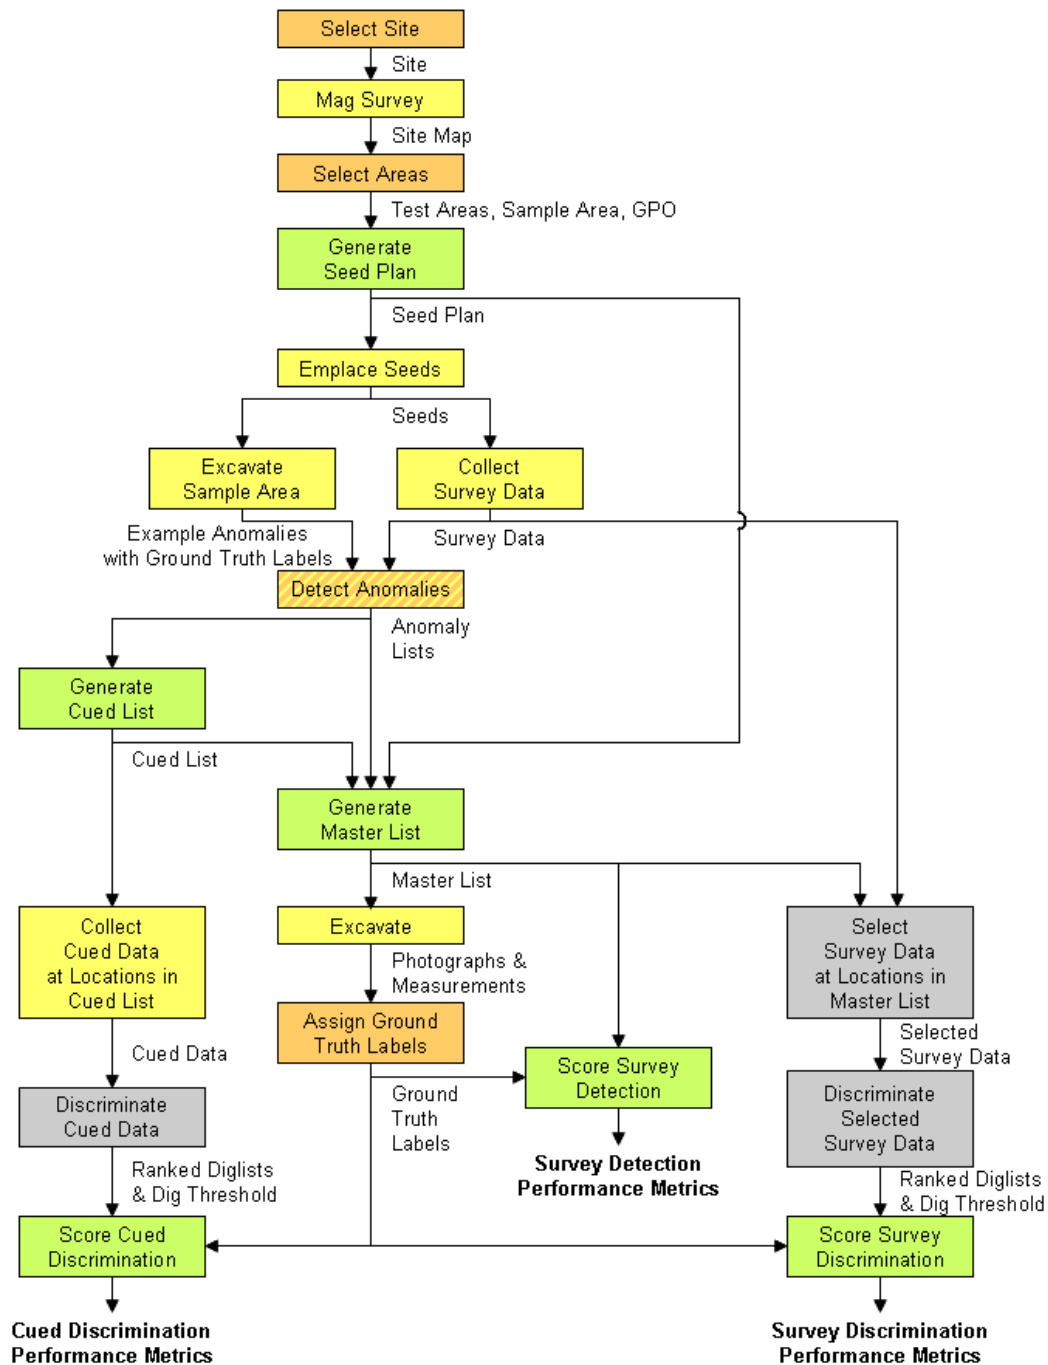 Select Site
Site
Mag Survey
Site Map
Select Areas
Test Areas, Sample Area, GPO
Generate
Seed Plan
Seed Plan
Emplace Seeds
Seeds
Excavate
Sample Area
Collect
Survey Data
Example Anomalies
with Ground Truth Labels
Survey Data
Detect Anomalies
Anomaly
Lists
Generate
Cued List
Cued List
Generate
Master List
Master List
Collect
Cued Data
at Locations in
Cued List
Excavate
Select
Survey Data
at Locations in
Master List
Photographs &
Measurements
Assign Ground
Truth Labels
Selected
Survey Data
Cued Data
Score Survey
Detection
Discriminate
Cued Data
Ground
Truth
Labels
Discriminate
Selected
Survey Data
Survey Detection
Performance Metrics
Ranked Diglists
& Dig Threshold
Ranked Diglists
& Dig Threshold
Score Cued
Discrimination
Score Survey
Discrimination
Cued Discrimination
Performance Metrics
Survey Discrimination
Performance Metrics